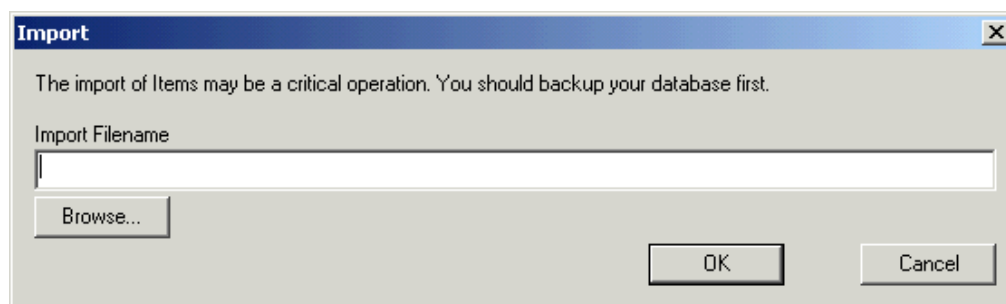 Import
The import of Items may be a critical operation. You should backup your database first.
Import Filename
Browse...
OK
Cancel